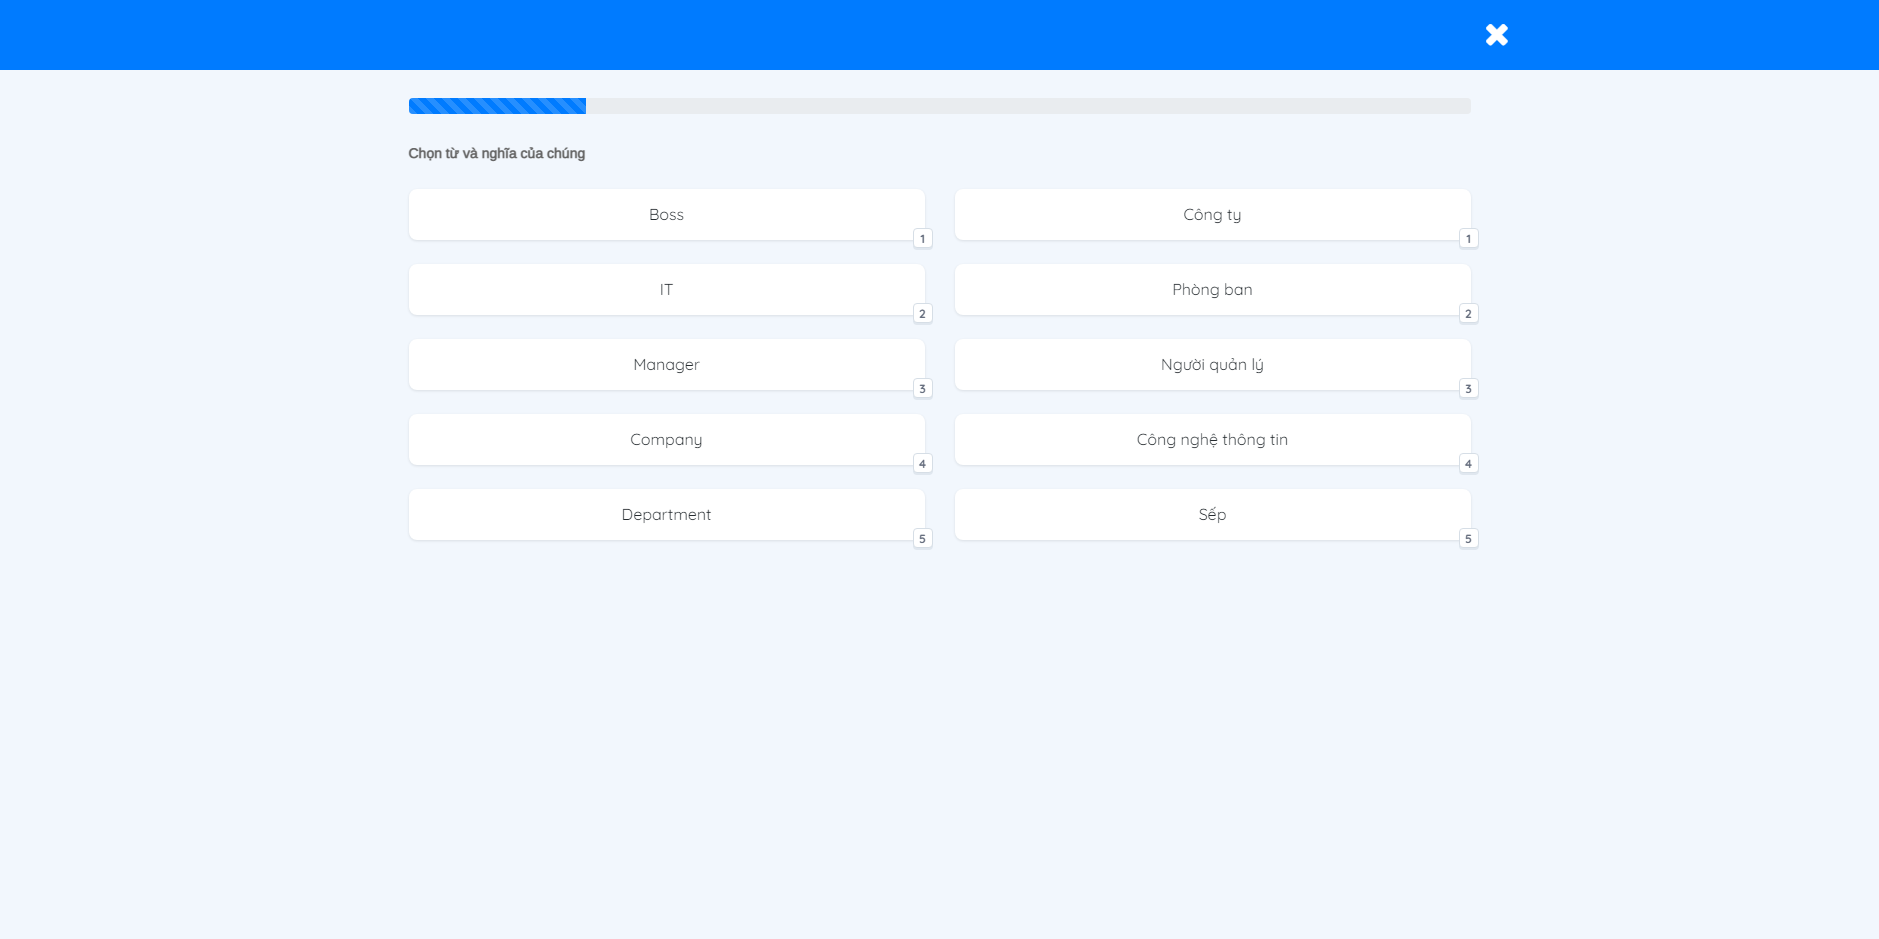 Chọn từ và nghĩa của chúng
Boss
1
Công ty
1
IT
2
Phòng ban
2
Manager
3
Người quản lý
3
Company
4
Công nghệ thông tin
4
Department
5
Sếp
5